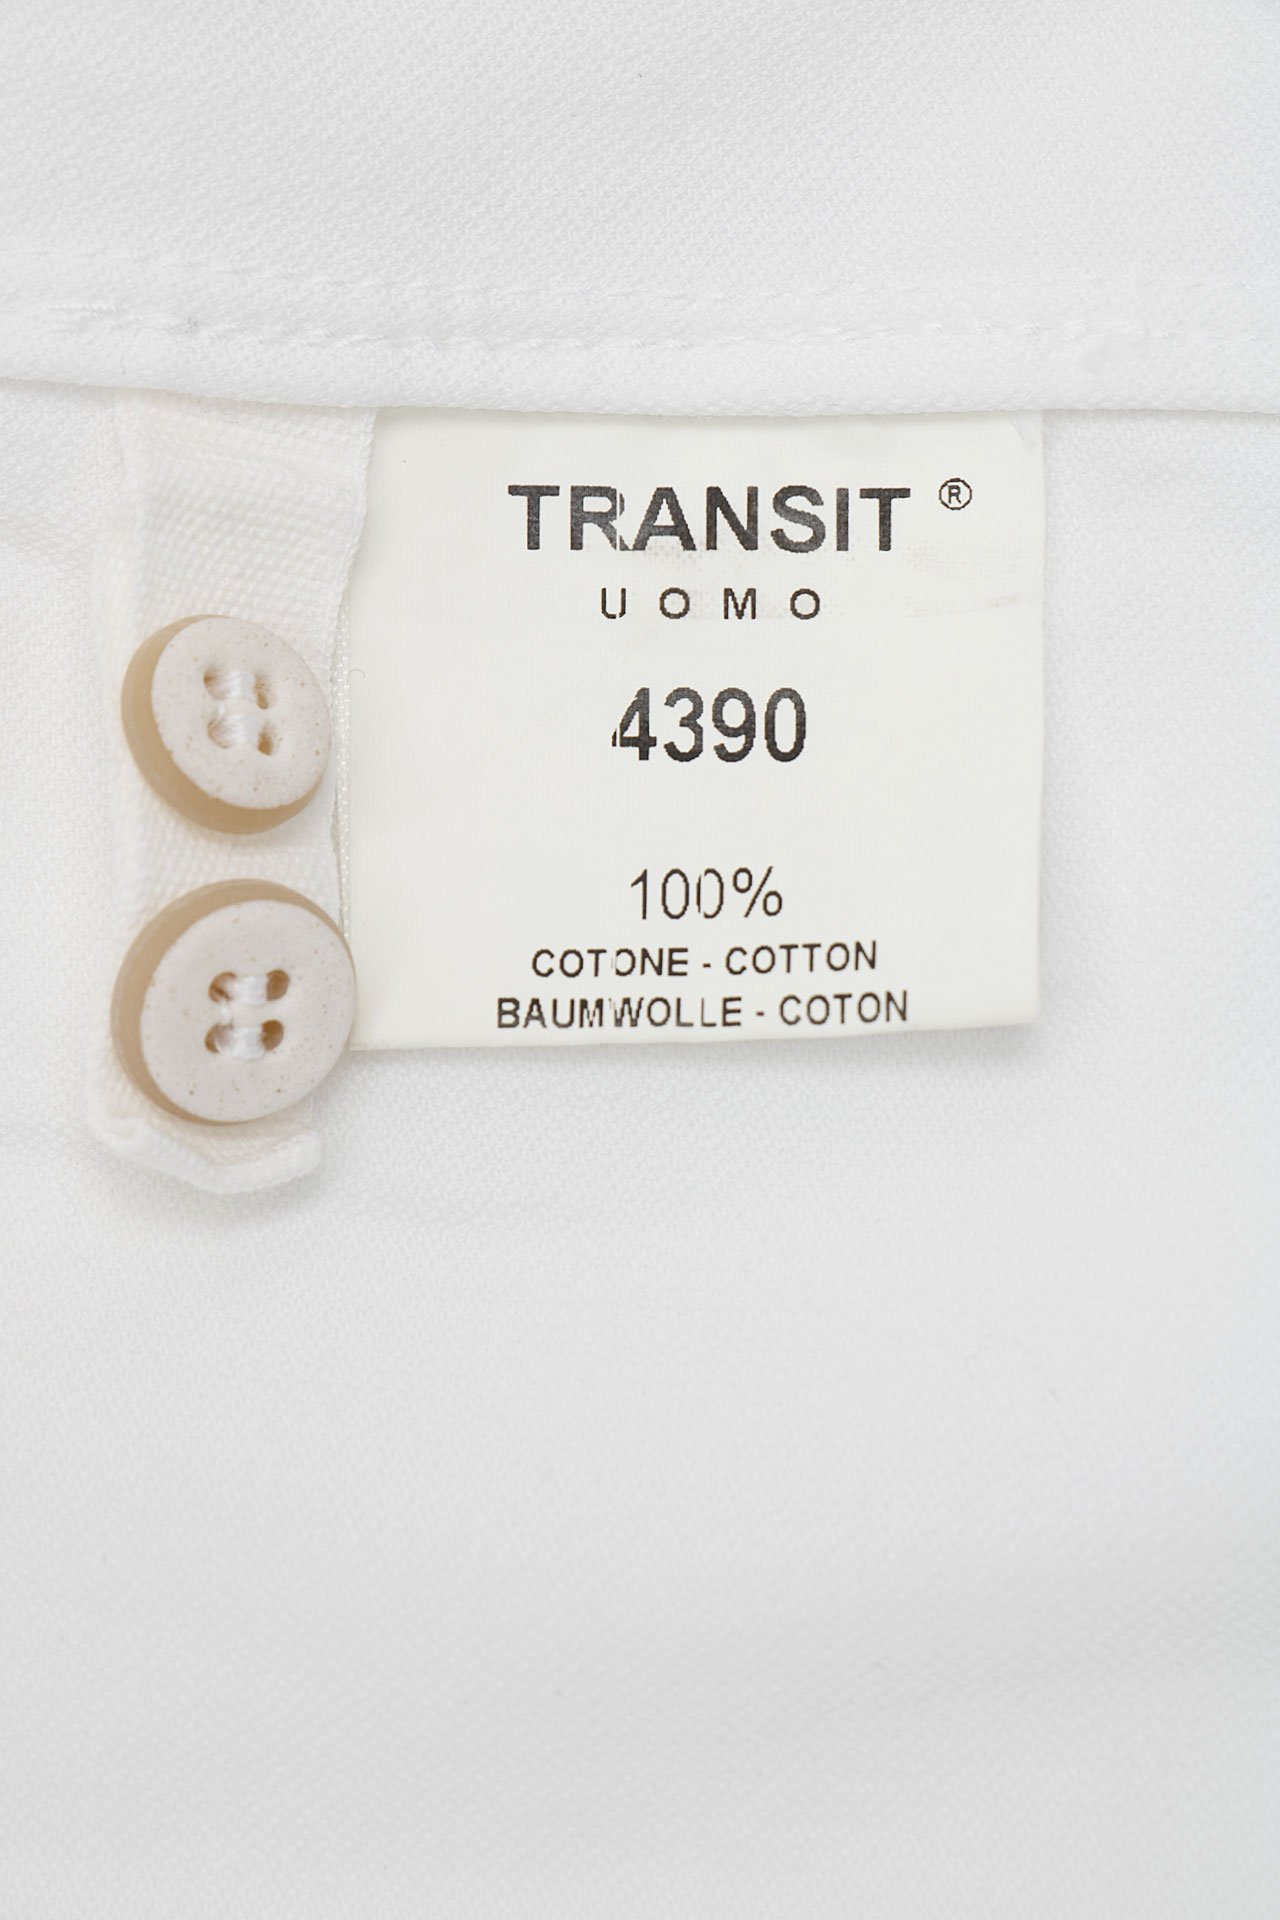 TRANSIT ®
UOMO
4390
100%
COTONE - COTTON
BAUMWOLLE - COTON